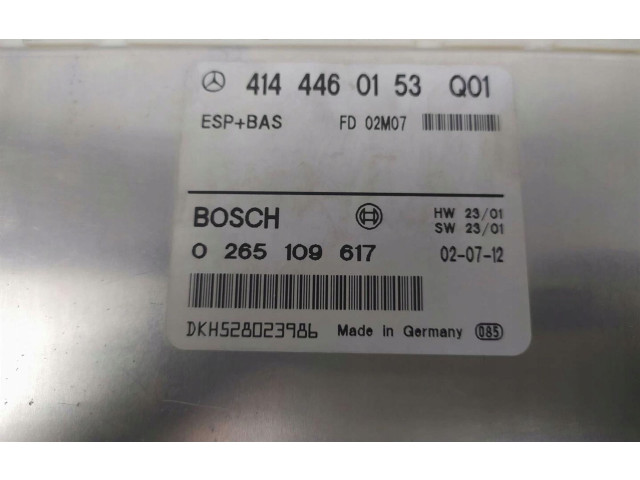 414 446 01 53 Q01
ESP+BAS FD 02M07
BOSCH HW 23/01
SW 23/01
0 265 109 617 02-07-12
DKHS28023986 Made in Germany 085